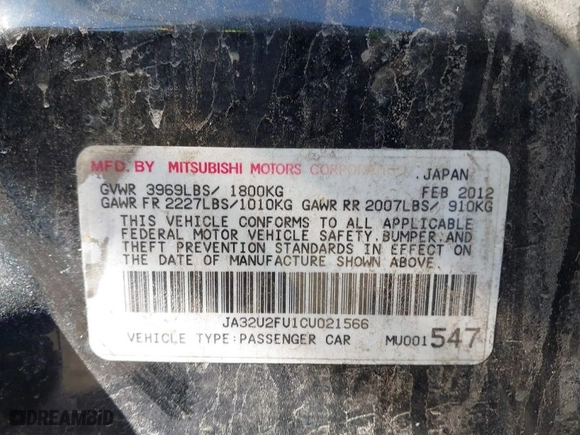 MFD. BY MITSUBISHI MOTORS CORPORATION JAPAN
GVWR 3969LBS/ 1800KG FEB 2012
GAWR FR 2227LBS/1010KG GAWR RR 2007LBS/ 910KG
THIS VEHICLE CONFORMS TO ALL APPLICABLE
FEDERAL MOTOR VEHICLE SAFETY, BUMPER, AND
THEFT PREVENTION STANDARDS IN EFFECT ON
THE DATE OF MANUFACTURE SHOWN ABOVE.
JA32U2FU1CU021566
VEHICLE TYPE:PASSENGER CAR MU001547
© DREAMBID